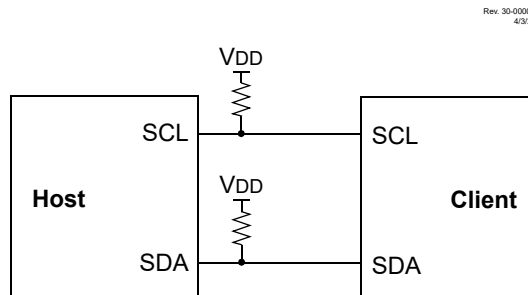 Rev. 30-0000
4/3/
VDD
SCL
SCL
Host
VDD
Client
SDA
SDA